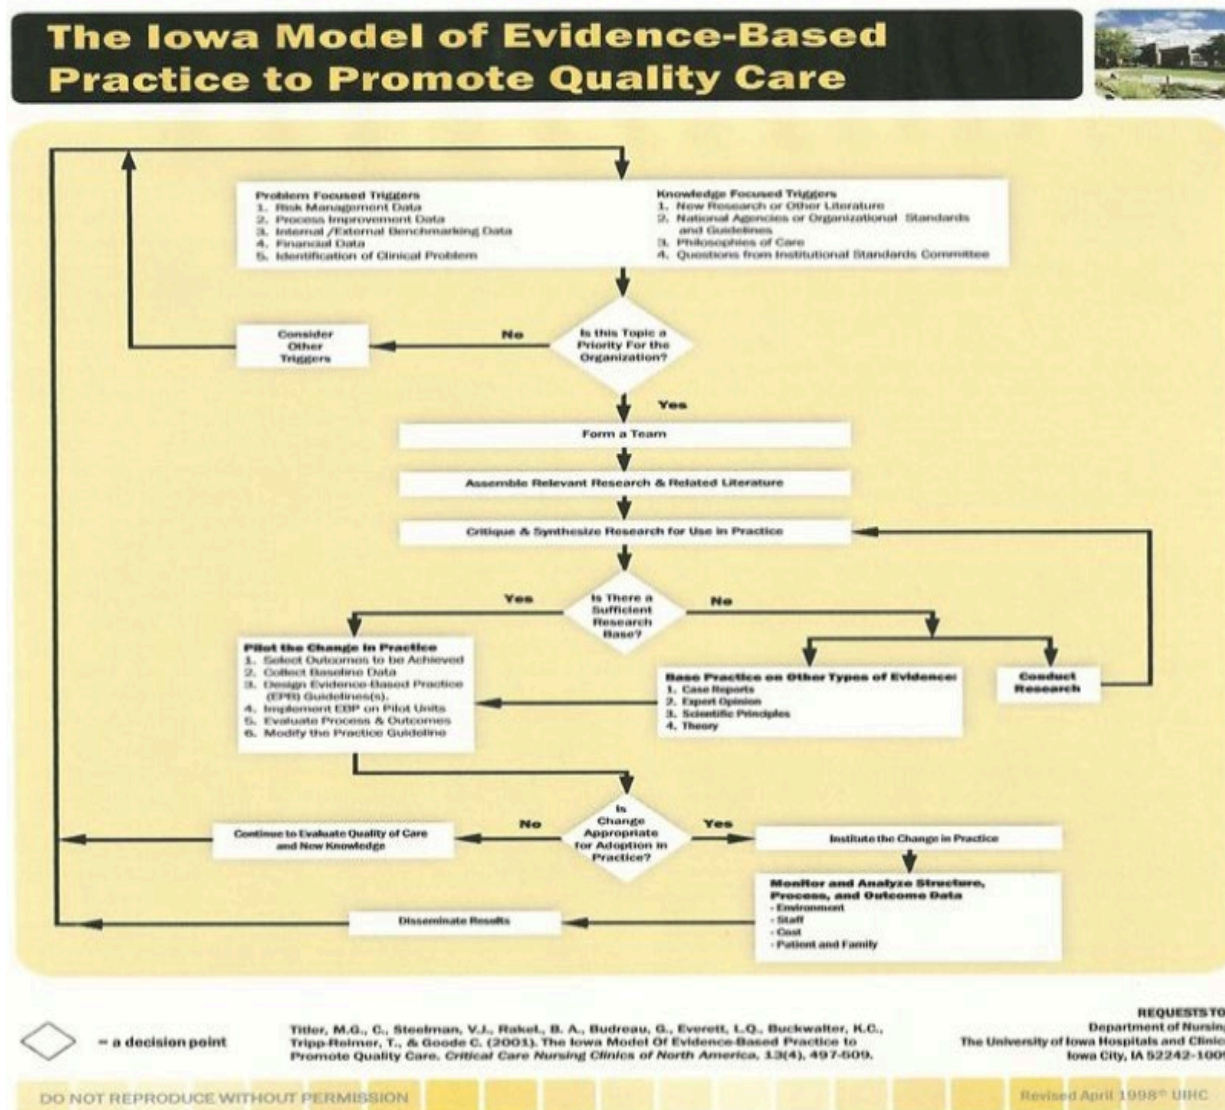 The Iowa Model of Evidence-Based
Practice to Promote Quality Care
Problem Focused Triggers
1. Risk Management Data
2. Process Improvement Data
3. Internal /External Benchmarking Data
4. Financial Data
5. Identification of Clinical Problem
Knowledge Focused Triggers
1. New Research or Other Literature
2. National Agencies or Organizational Standards
and Guidelines
3. Philosophies of Care
4. Questions from Institutional Standards Committee
Consider
Other
Triggers
No
Is this Topic a
Priority For the
Organization?
Yes
Form a Team
Assemble Relevant Research & Related Literature
Critique & Synthesize Research for Use in Practice
Yes
Is There a
Sufficient
Research
Base?
No
Pilot the Change in Practice
1. Select Outcomes to be Achieved
2. Collect Baseline Data
3. Design Evidence-Based Practice
(EPB) Guidelines(s).
4. Implement EBP on Pilot Units
5. Evaluate Process & Outcomes
6. Modify the Practice Guideline
Base Practice on Other Types of Evidence:
1. Case Reports
2. Expert Opinion
3. Scientific Principles
4. Theory
Conduct
Research
Continue to Evaluate Quality of Care
and New Knowledge
No
Is
Change
Appropriate
for Adoption in
Practice?
Yes
Institute the Change in Practice
Monitor and Analyze Structure,
Process, and Outcome Data
- Environment
- Staff
- Cost
- Patient and Family
Disseminate Results
= a decision point
Titler, M.G., C., Steelman, V.J., Rakel., B. A., Budreau, G., Everett, L.Q., Buckwalter, K.C.,
Tripp-Reimer, T., & Goode C. (2001). The Iowa Model Of Evidence-Based Practice to
Promote Quality Care. Critical Care Nursing Clinics of North America, 13(4), 497-509.
REQUESTS TO
Department of Nursing
The University of Iowa Hospitals and Clinics
Iowa City, IA 52242-1009
DO NOT REPRODUCE WITHOUT PERMISSION
Revised April 1998© UIHC